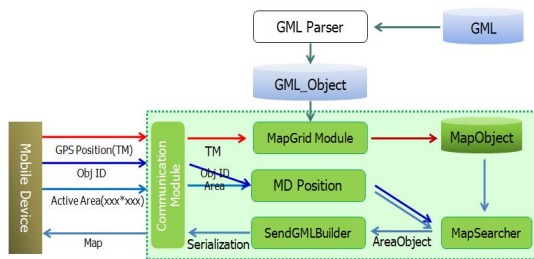 GML Parser
GML
GML_Object
MapGrid Module
MapObject
Mobile Device
GPS Position(TM)
Obj ID
Active Area(xxx*xxx)
Map
Communication
Module
TM
Obj ID
Area
MD Position
SendGMLBuilder
Serialization
AreaObject
MapSearcher